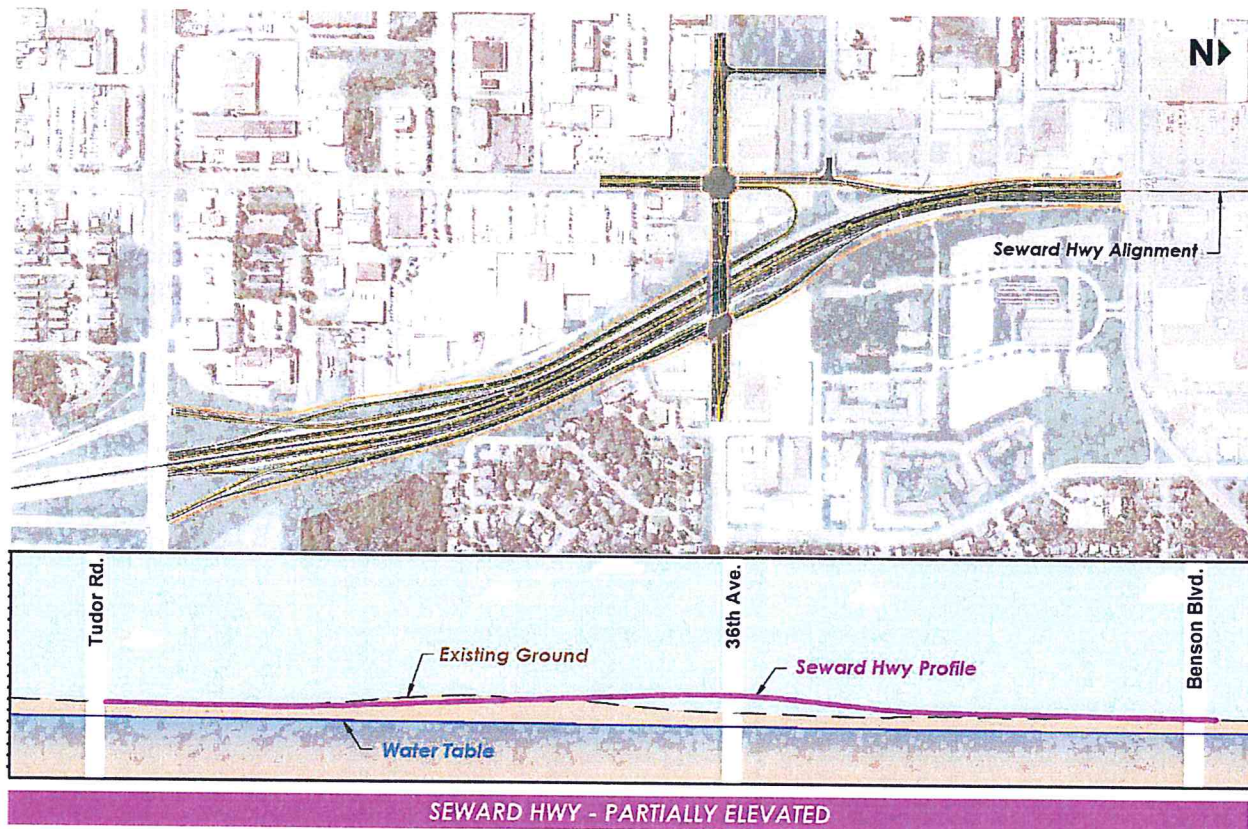 N
Seward Hwy Alignment
Tudor Rd.
36th Ave.
Benson Blvd.
Existing Ground
Seward Hwy Profile
Water Table
SEWARD HWY - PARTIALLY ELEVATED